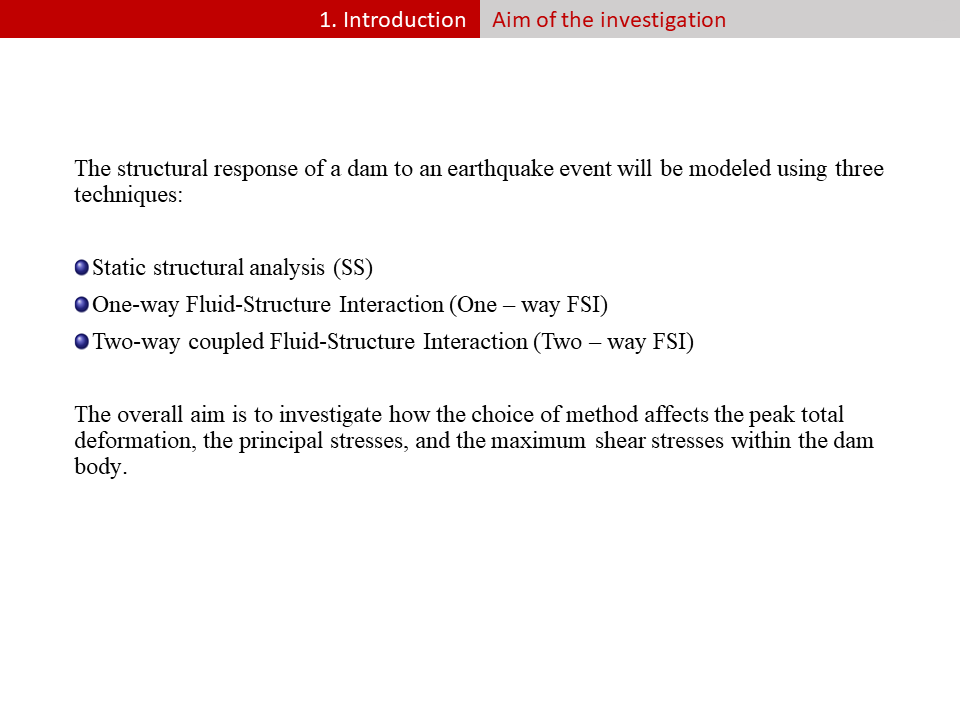 1. Introduction
Aim of the investigation
The structural response of a dam to an earthquake event will be modeled using three
techniques:
Static structural analysis (SS)
One-way Fluid-Structure Interaction (One – way FSI)
Two-way coupled Fluid-Structure Interaction (Two – way FSI)
The overall aim is to investigate how the choice of method affects the peak total
deformation, the principal stresses, and the maximum shear stresses within the dam
body.